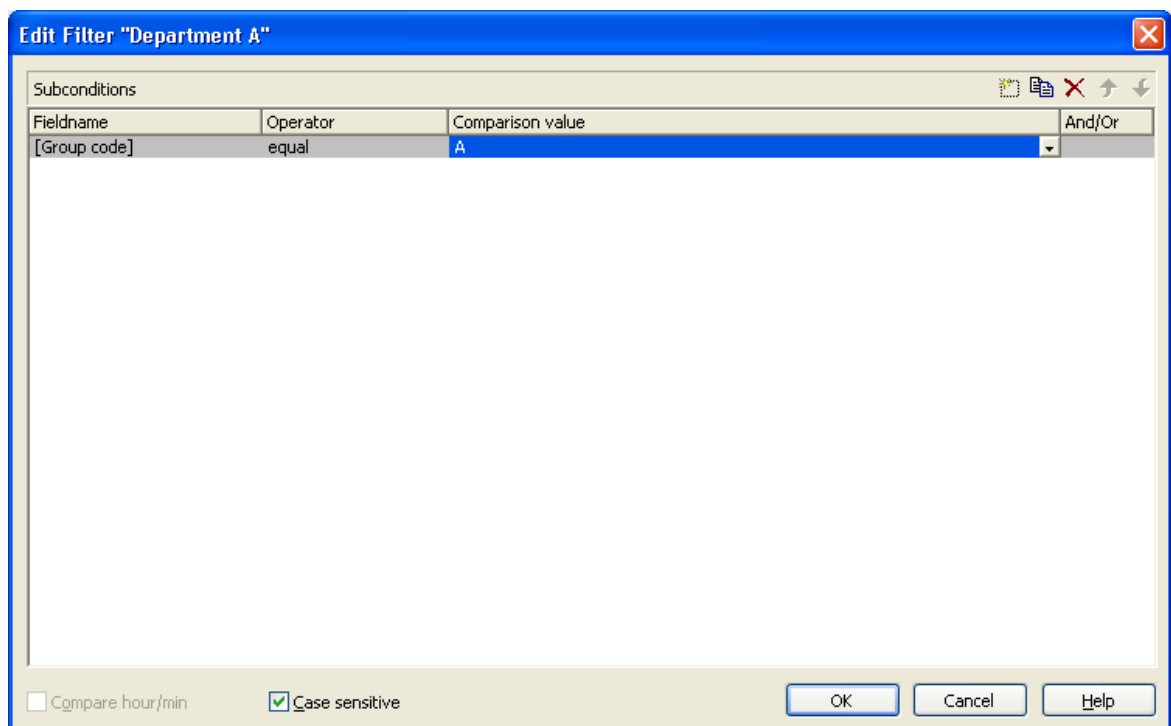 Edit Filter "Department A"
Subconditions
Fieldname Operator Comparison value And/Or
[Group code] equal A
Compare hour/min Case sensitive OK Cancel Help